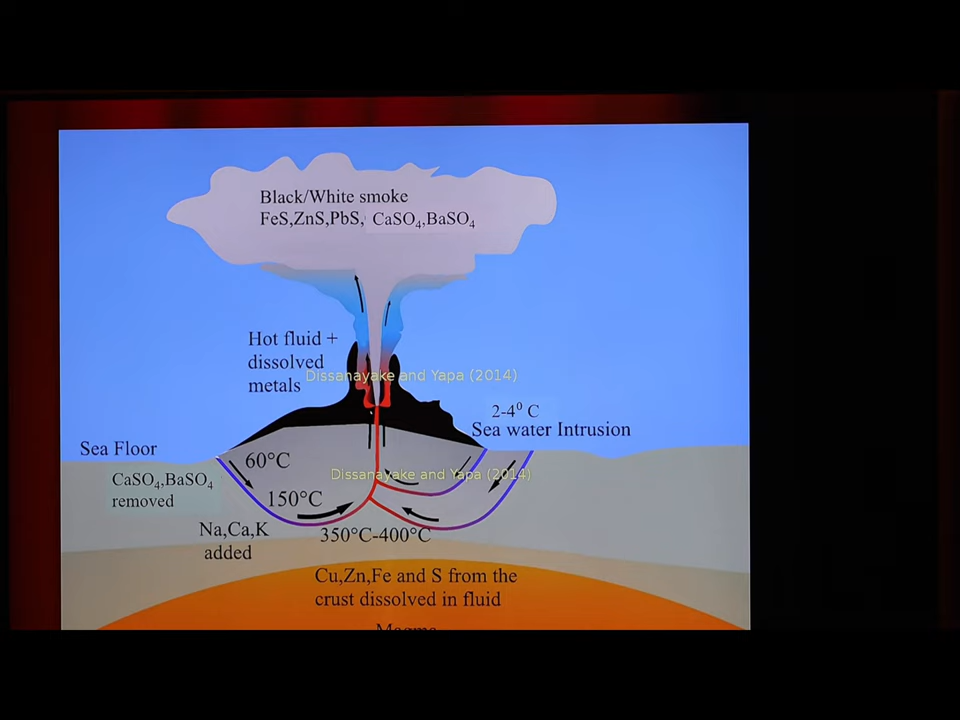 Black/White smoke
FeS,ZnS,PbS, CaSO₄,BaSO₄
Hot fluid +
dissolved
metals
Dissanayake and Yapa (2014)
2-4⁰ C
Sea water Intrusion
Sea Floor
60°C
Dissanayake and Yapa (2014)
CaSO₄,BaSO₄
removed
150°C
Na,Ca,K
added
350°C-400°C
Cu,Zn,Fe and S from the
crust dissolved in fluid
Magma